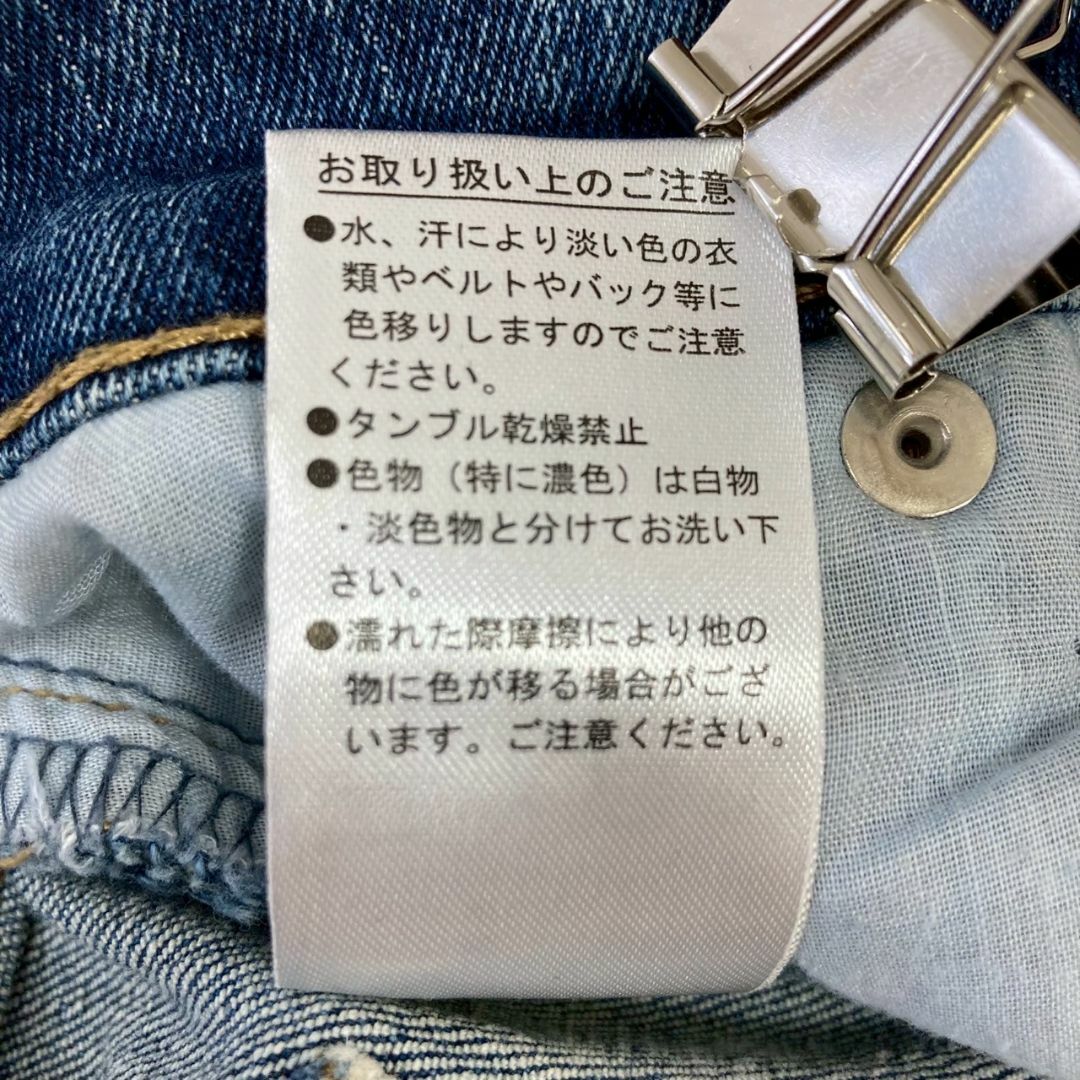 お取り扱い上のご注意
●水、汗により淡い色の衣
類やベルトやバック等に
色移りしますのでご注意
ください。
●タンブル乾燥禁止
●色物（特に濃色）は白物
・淡色物と分けてお洗い下
さい。
●濡れた際摩擦により他の
物に色が移る場合がござ
います。ご注意ください。